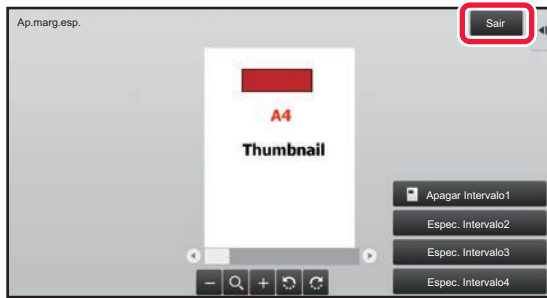 Ap.marg.esp.
Sair
A4
Thumbnail
Apagar Intervalo1
Espec. Intervalo2
Espec. Intervalo3
Espec. Intervalo4